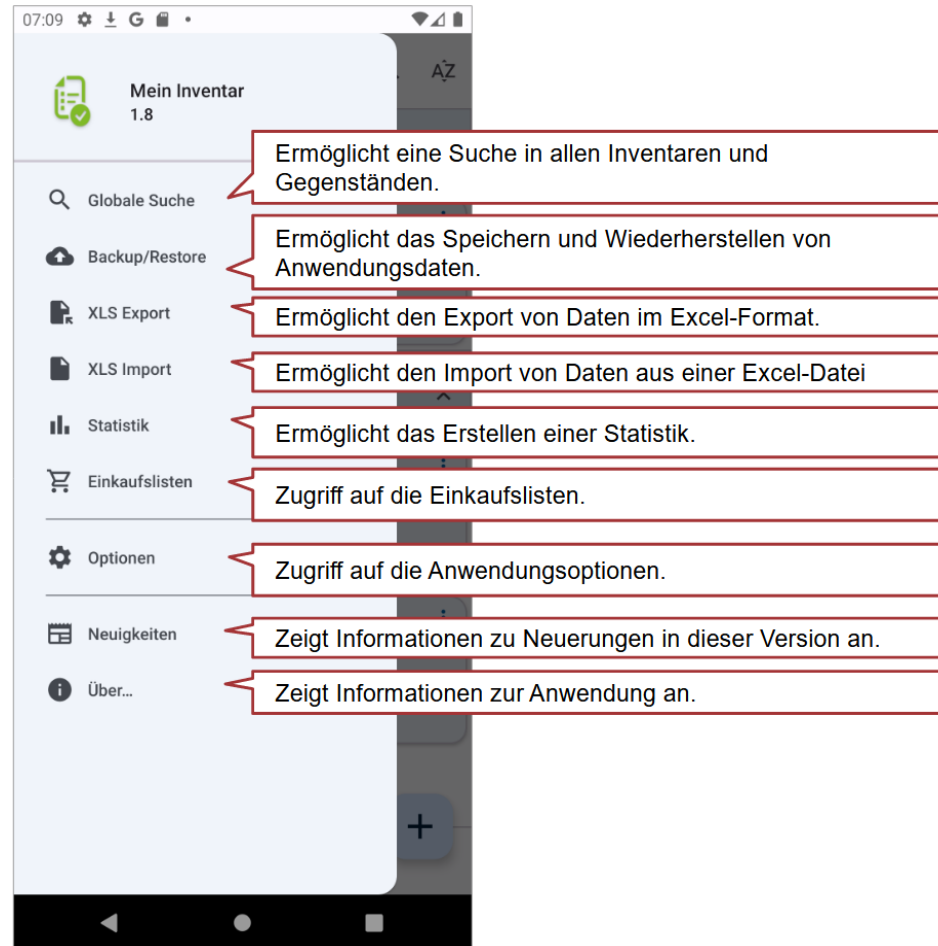 07:09
AZ
Mein Inventar
1.8
Ermöglicht eine Suche in allen Inventaren und
Gegenständen.
Globale Suche
Ermöglicht das Speichern und Wiederherstellen von
Anwendungsdaten.
Backup/Restore
XLS Export
Ermöglicht den Export von Daten im Excel-Format.
XLS Import
Ermöglicht den Import von Daten aus einer Excel-Datei
Statistik
Ermöglicht das Erstellen einer Statistik.
Einkaufslisten
Zugriff auf die Einkaufslisten.
Optionen
Zugriff auf die Anwendungsoptionen.
Neuigkeiten
Zeigt Informationen zu Neuerungen in dieser Version an.
Über...
Zeigt Informationen zur Anwendung an.